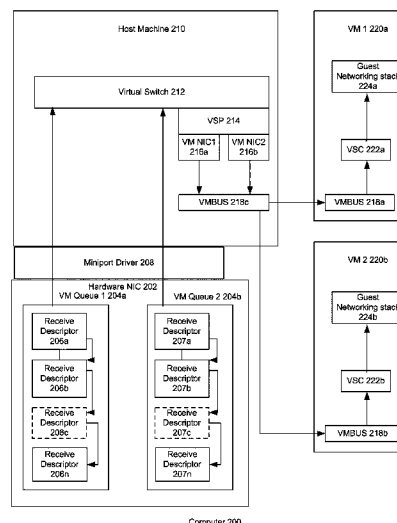 Host Machine 210
Virtual Switch 212
VSP 214
VM NIC1
216a
VM NIC2
216b
VMBUS 218c
Miniport Driver 208
Hardware NIC 202
VM Queue 1 204a
Receive
Descriptor
206a
Receive
Descriptor
206b
Receive
Descriptor
206c
Receive
Descriptor
206n
VM Queue 2 204b
Receive
Descriptor
207a
Receive
Descriptor
207b
Receive
Descriptor
207c
Receive
Descriptor
207n
VM 1 220a
Guest
Networking stack
224a
VSC 222a
VMBUS 218a
VM 2 220b
Guest
Networking stack
224b
VSC 222b
VMBUS 218b
Computer 200